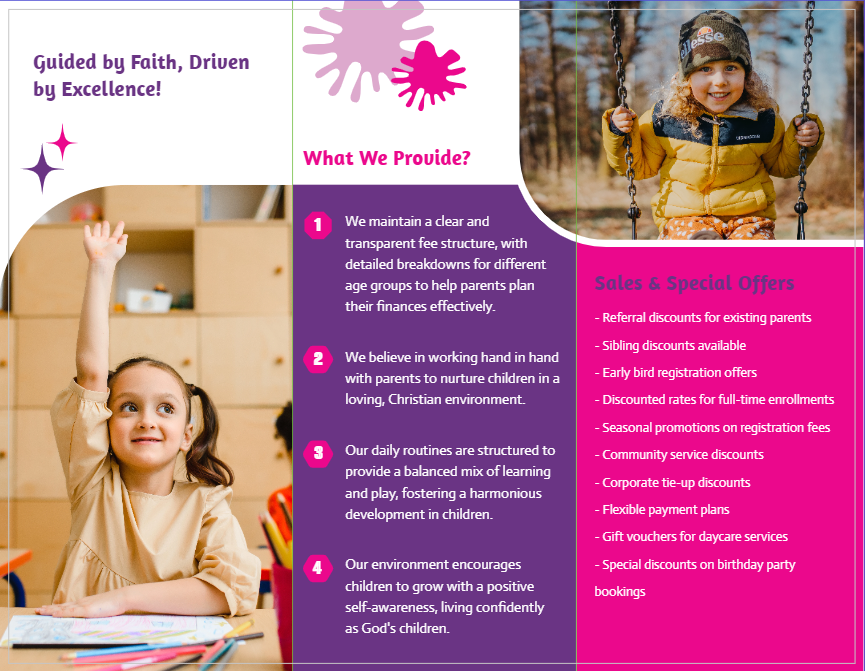 Guided by Faith, Driven
by Excellence!
What We Provide?
1
We maintain a clear and
transparent fee structure, with
detailed breakdowns for different
age groups to help parents plan
their finances effectively.
2
We believe in working hand in hand
with parents to nurture children in a
loving, Christian environment.
3
Our daily routines are structured to
provide a balanced mix of learning
and play, fostering a harmonious
development in children.
4
Our environment encourages
children to grow with a positive
self-awareness, living confidently
as God's children.
ellesse
Sales & Special Offers
- Referral discounts for existing parents
- Sibling discounts available
- Early bird registration offers
- Discounted rates for full-time enrollments
- Seasonal promotions on registration fees
- Community service discounts
- Corporate tie-up discounts
- Flexible payment plans
- Gift vouchers for daycare services
- Special discounts on birthday party
bookings